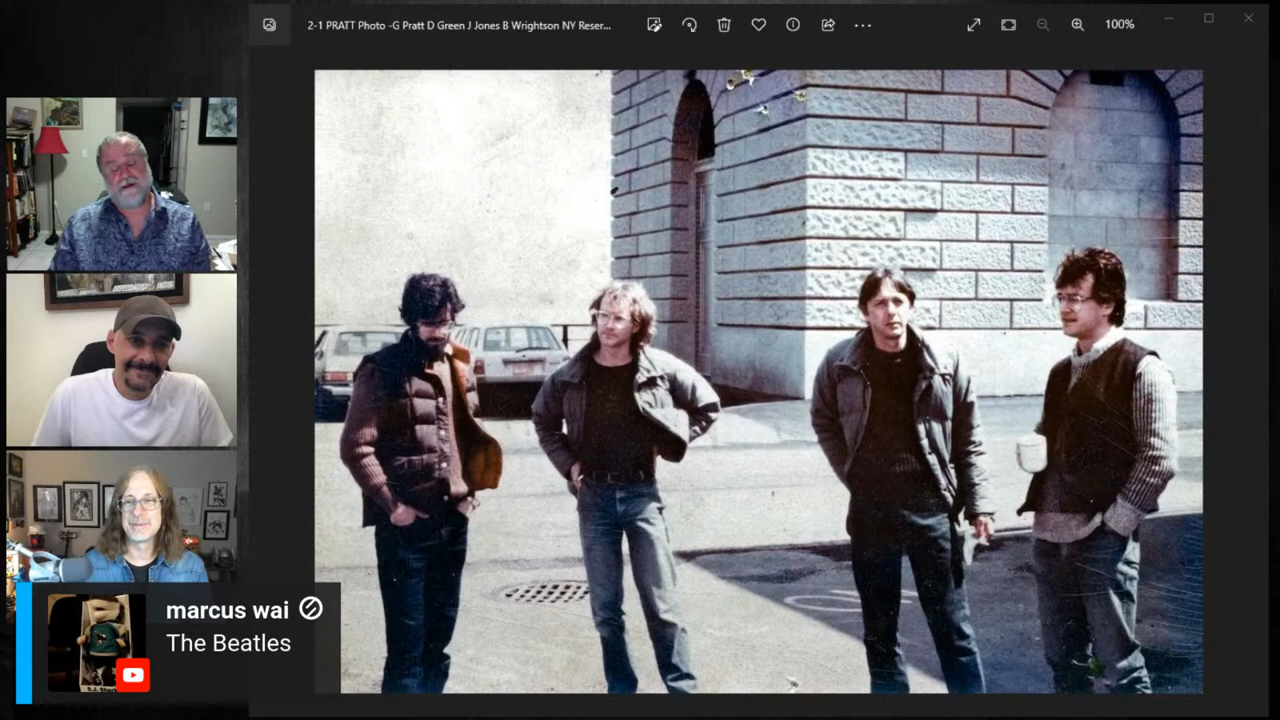 2-1 PRATT Photo -G Pratt D Green J Jones B Wrightson NY Reser...
100%
marcus wai
The Beatles